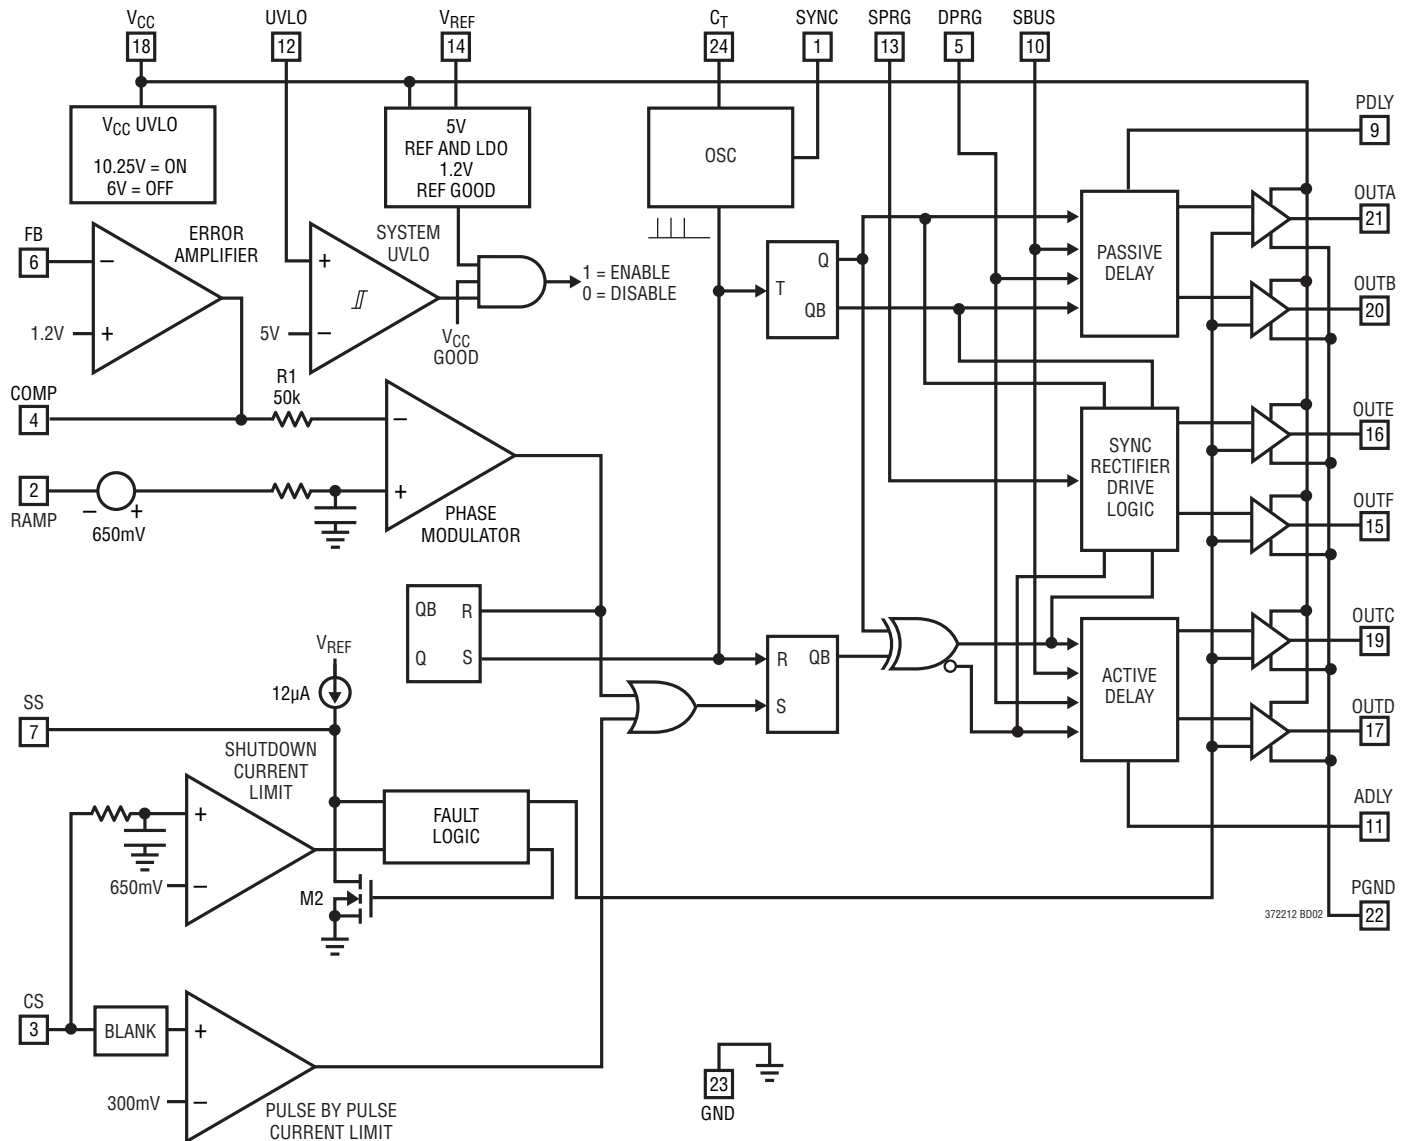 VCC
18
UVLO
12
VREF
14
CT
24
SYNC
1
SPRG
13
DPRG
5
SBUS
10
PDLY
9
VCC UVLO
10.25V = ON
6V = OFF
5V
REF AND LDO
1.2V
REF GOOD
OSC
OUTA
21
PASSIVE
DELAY
FB
6
ERROR
AMPLIFIER
−
1.2V
+
SYSTEM
UVLO
+
5V
−
1 = ENABLE
0 = DISABLE
VCC
GOOD
Q
T
QB
OUTB
20
COMP
4
R1
50k
−
+
PHASE
MODULATOR
2
RAMP
−
+
650mV
SYNC
RECTIFIER
DRIVE
LOGIC
OUTE
16
OUTF
15
QB
R
Q
S
R
QB
S
OUTC
19
ACTIVE
DELAY
OUTD
17
VREF
12µA
SS
7
SHUTDOWN
CURRENT
LIMIT
+
650mV
−
FAULT
LOGIC
M2
ADLY
11
PGND
22
372212 BD02
CS
3
BLANK
+
300mV
−
PULSE BY PULSE
CURRENT LIMIT
23
GND